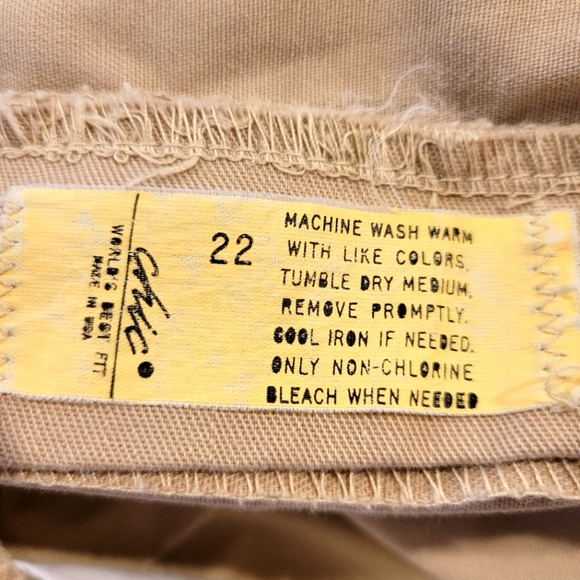 chic
WORLD'S BEST FIT
MADE IN USA
22
MACHINE WASH WARM
WITH LIKE COLORS,
TUMBLE DRY MEDIUM,
REMOVE PROMPTLY.
COOL IRON IF NEEDED.
ONLY NON-CHLORINE
BLEACH WHEN NEEDED